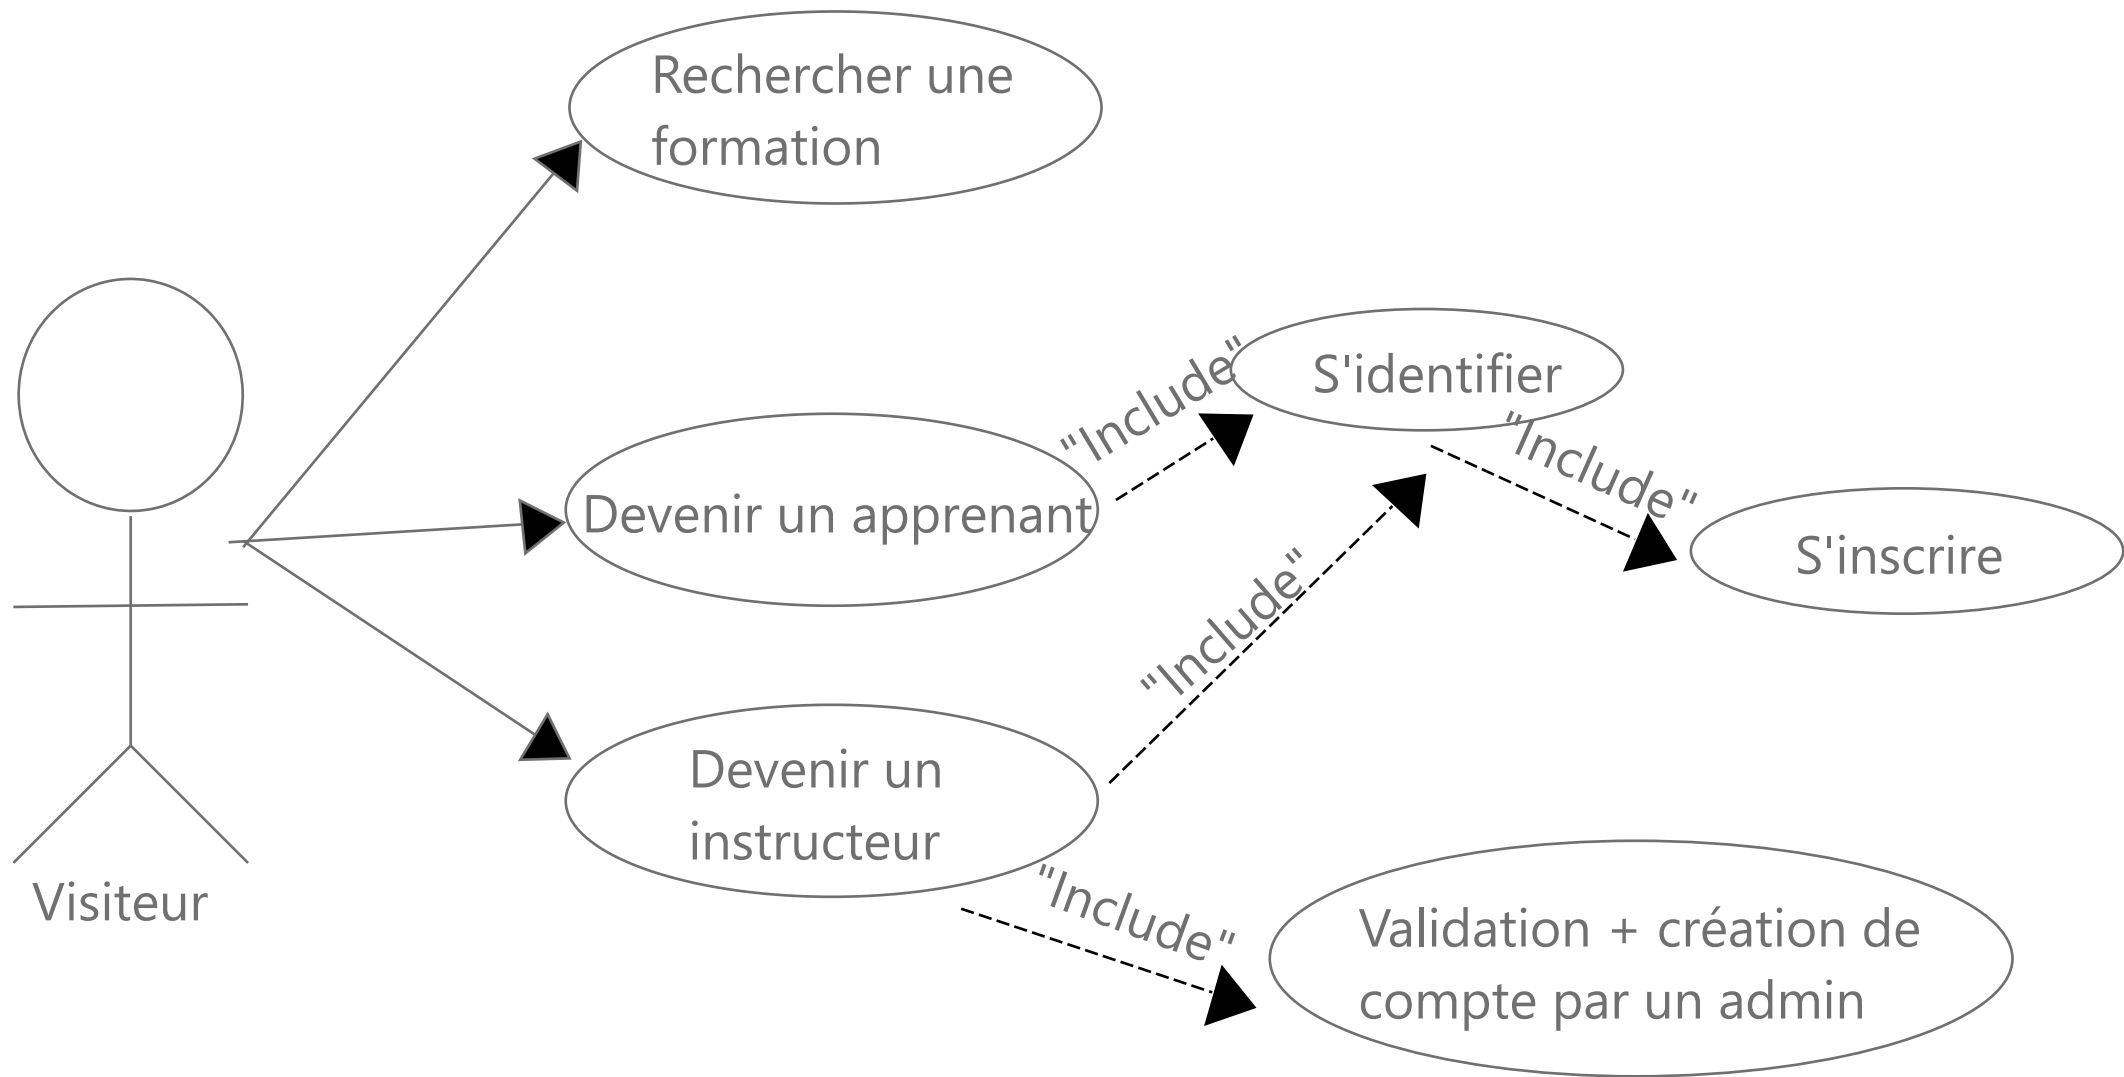 Rechercher une
formation
"Include"
S'identifier
"Include"
Devenir un apprenant
S'inscrire
"Include"
Devenir un
instructeur
"Include"
Visiteur
Validation + création de
compte par un admin